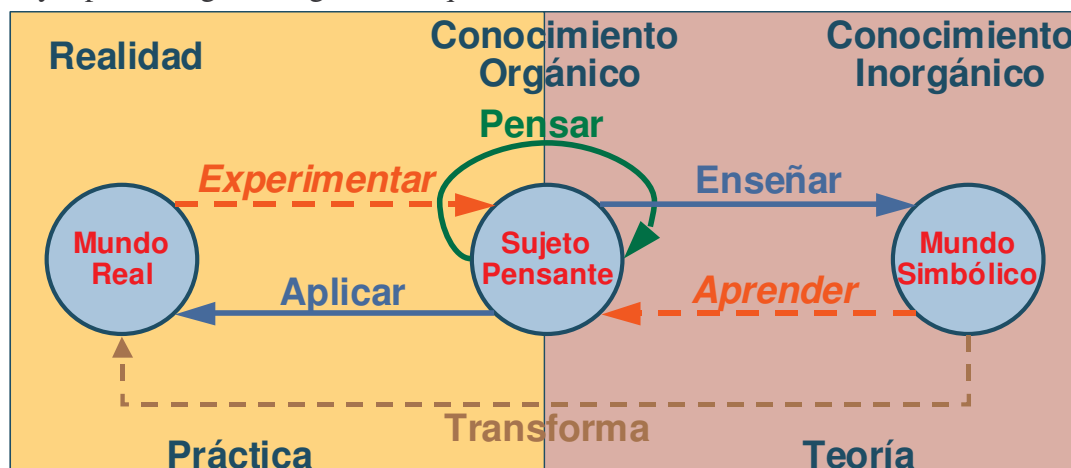 Realidad
Conocimiento
Orgánico
Conocimiento
Inorgánico
Pensar
Experimentar
Enseñar
Mundo
Real
Sujeto
Pensante
Mundo
Simbólico
Aplicar
Aprender
Transforma
Práctica
Teoría